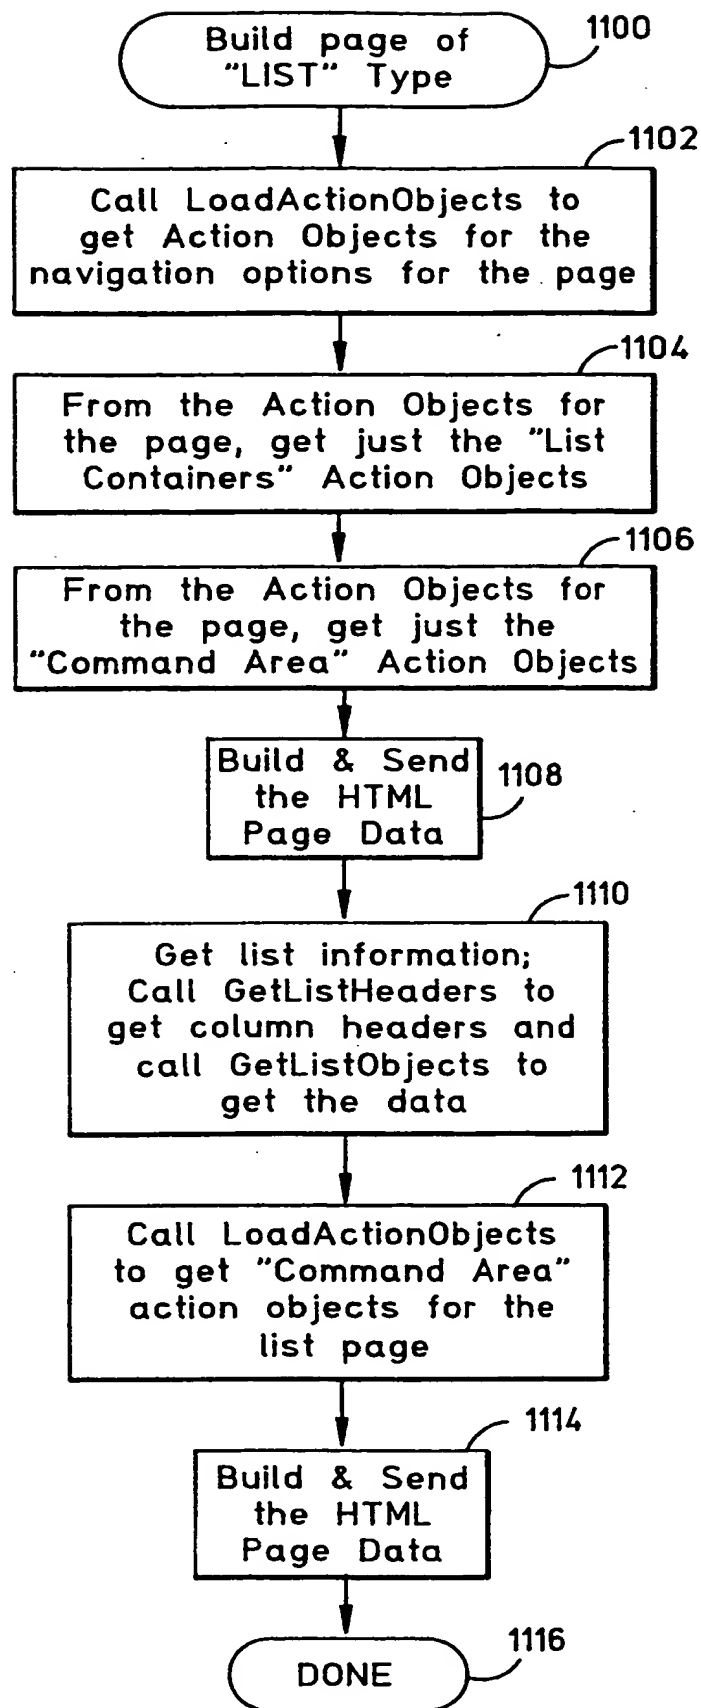 Build page of
"LIST" Type
1100
1102
Call LoadActionObjects to
get Action Objects for the
navigation options for the page
1104
From the Action Objects for
the page, get just the "List
Containers" Action Objects
1106
From the Action Objects for
the page, get just the
"Command Area" Action Objects
Build & Send
the HTML
Page Data
1108
1110
Get list information;
Call GetListHeaders to
get column headers and
call GetListObjects to
get the data
1112
Call LoadActionObjects
to get "Command Area"
action objects for the
list page
1114
Build & Send
the HTML
Page Data
1116
DONE